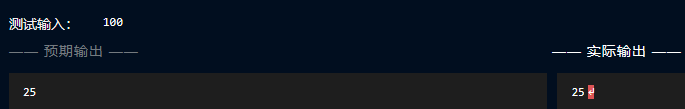 测试输入： 100
—— 预期输出 —— —— 实际输出 ——
25 25 ↵